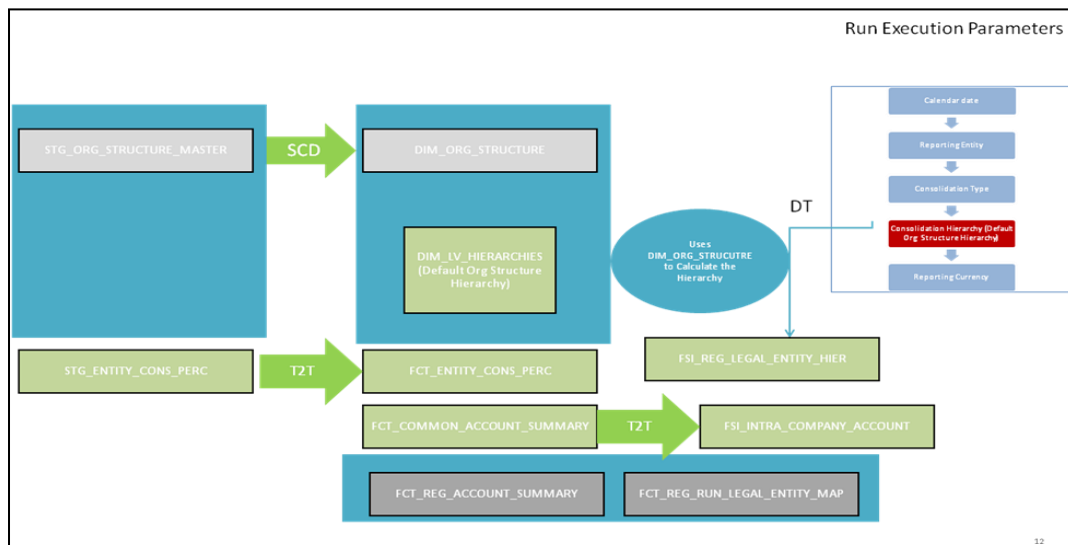 Run Execution Parameters
Calendar date
Reporting Entity
Consolidation Type
Consolidation Hierarchy (Default
Org Structure Hierarchy)
Reporting Currency
STG_ORG_STRUCTURE_MASTER
SCD
DIM_ORG_STRUCTURE
DT
DIM_LV_HIERARCHIES
(Default Org Structure
Hierarchy)
Uses
DIM_ORG_STRUCUTRE
to Calculate the
Hierarchy
FSI_REG_LEGAL_ENTITY_HIER
STG_ENTITY_CONS_PERC
T2T
FCT_ENTITY_CONS_PERC
FCT_COMMON_ACCOUNT_SUMMARY
T2T
FSI_INTRA_COMPANY_ACCOUNT
FCT_REG_ACCOUNT_SUMMARY
FCT_REG_RUN_LEGAL_ENTITY_MAP
12